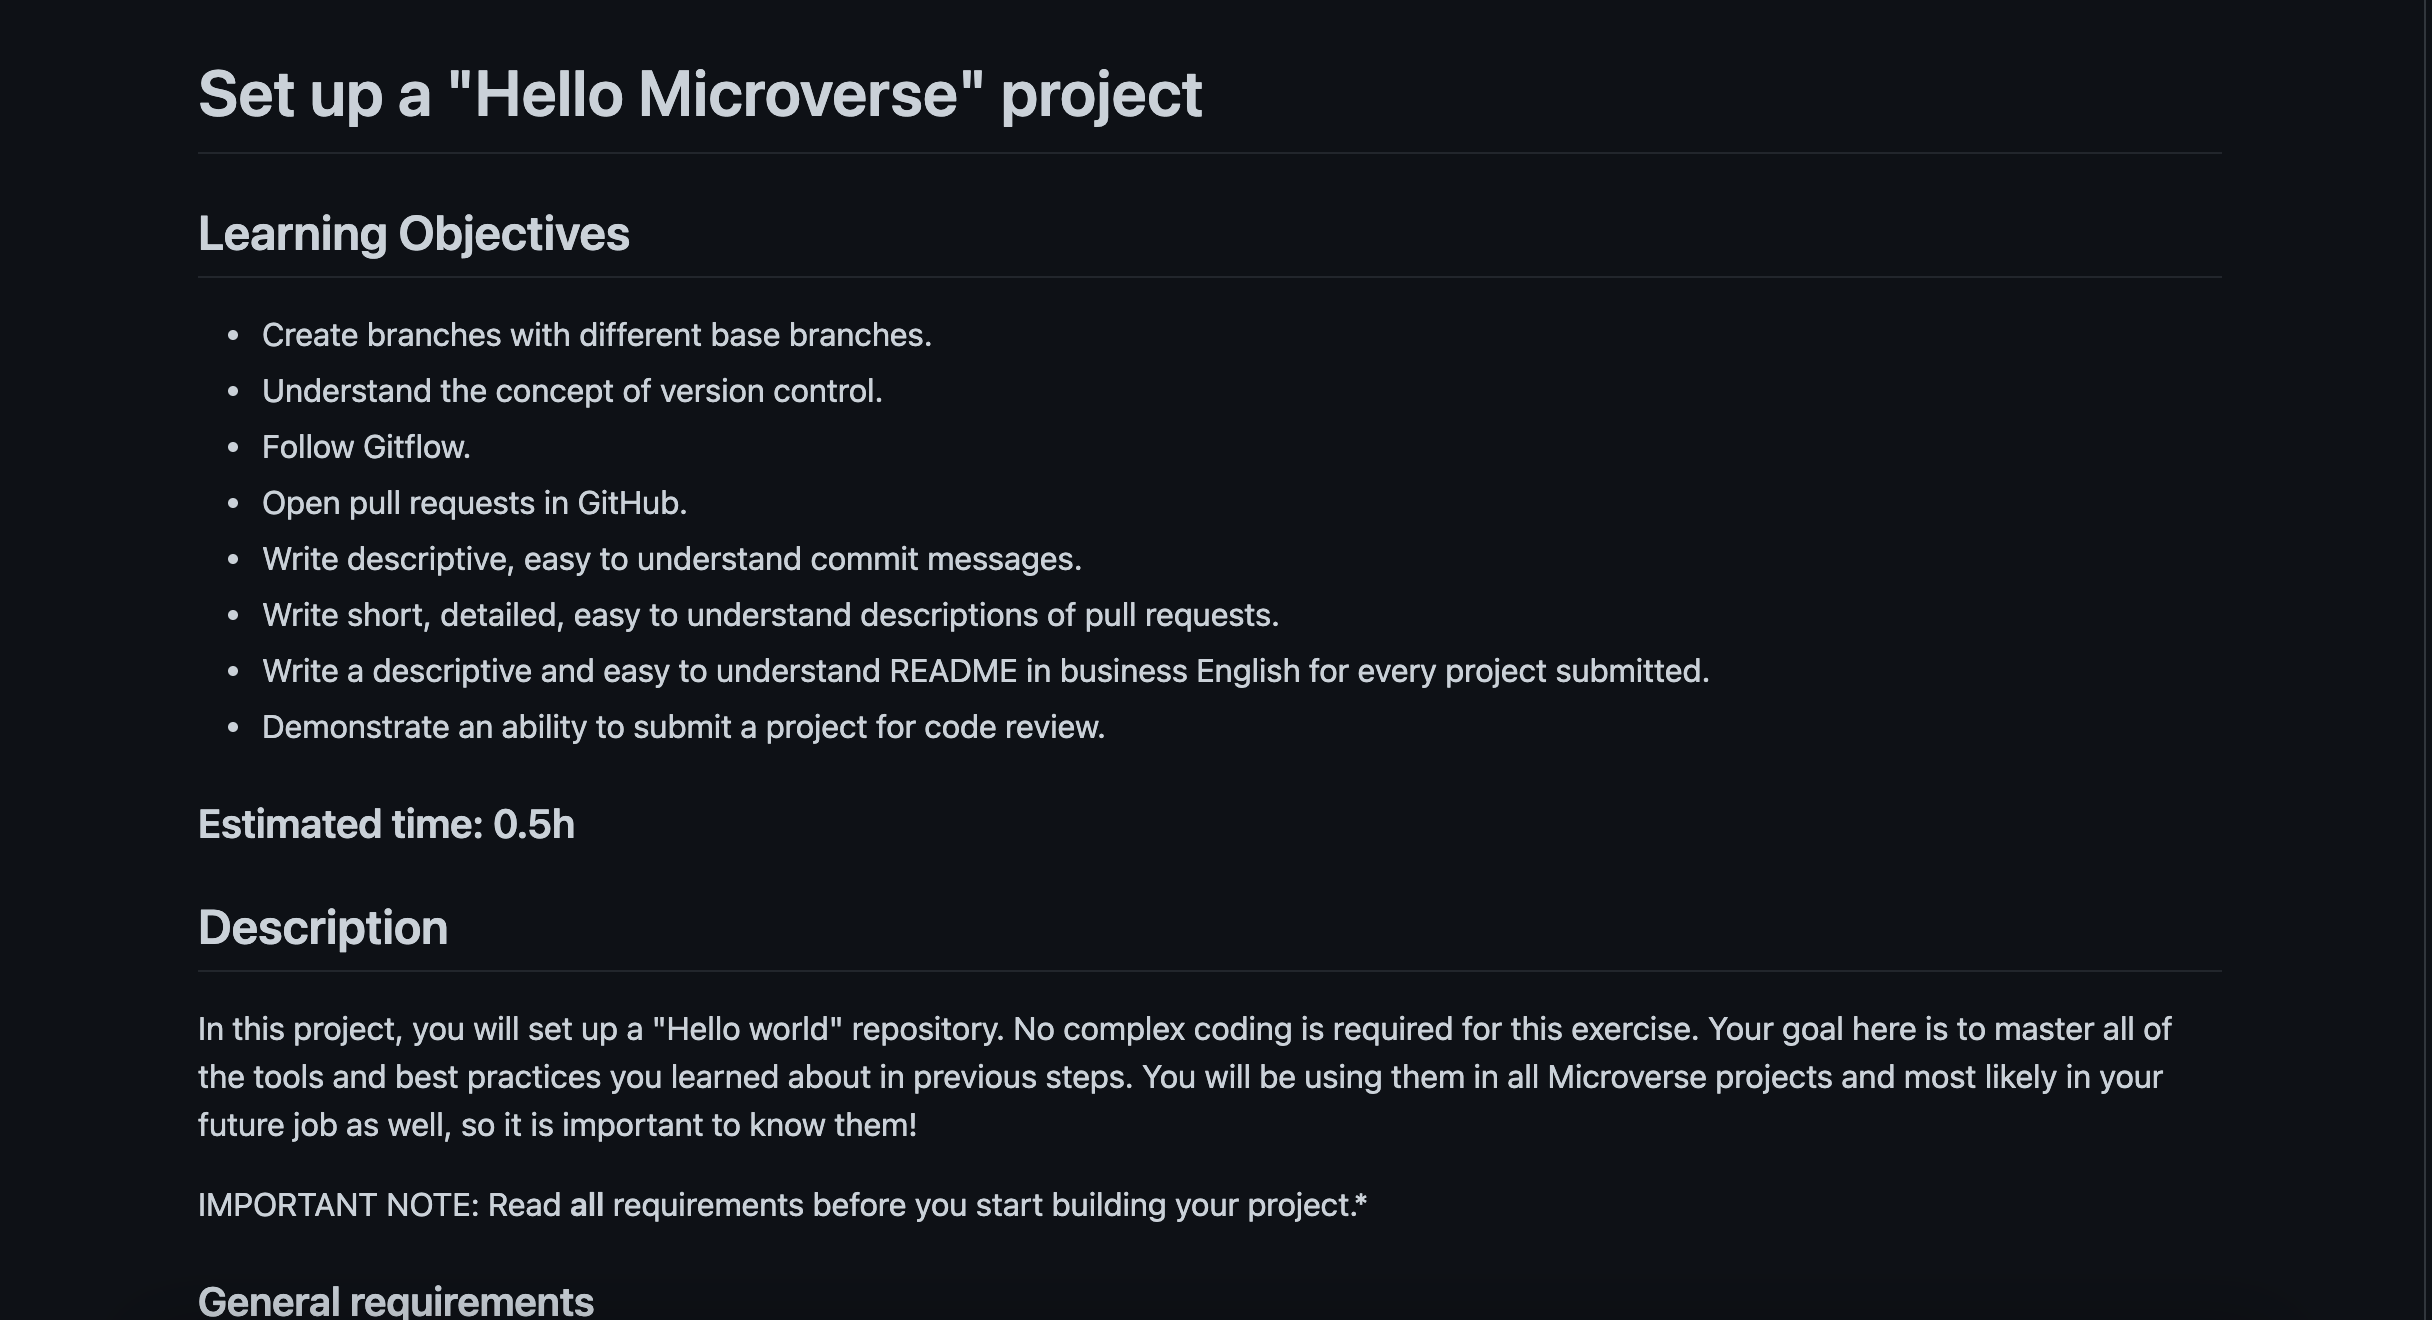 Set up a "Hello Microverse" project
Learning Objectives
• Create branches with different base branches.
• Understand the concept of version control.
• Follow Gitflow.
• Open pull requests in GitHub.
• Write descriptive, easy to understand commit messages.
• Write short, detailed, easy to understand descriptions of pull requests.
• Write a descriptive and easy to understand README in business English for every project submitted.
• Demonstrate an ability to submit a project for code review.
Estimated time: 0.5h
Description
In this project, you will set up a "Hello world" repository. No complex coding is required for this exercise. Your goal here is to master all of
the tools and best practices you learned about in previous steps. You will be using them in all Microverse projects and most likely in your
future job as well, so it is important to know them!
IMPORTANT NOTE: Read all requirements before you start building your project.*
General requirements